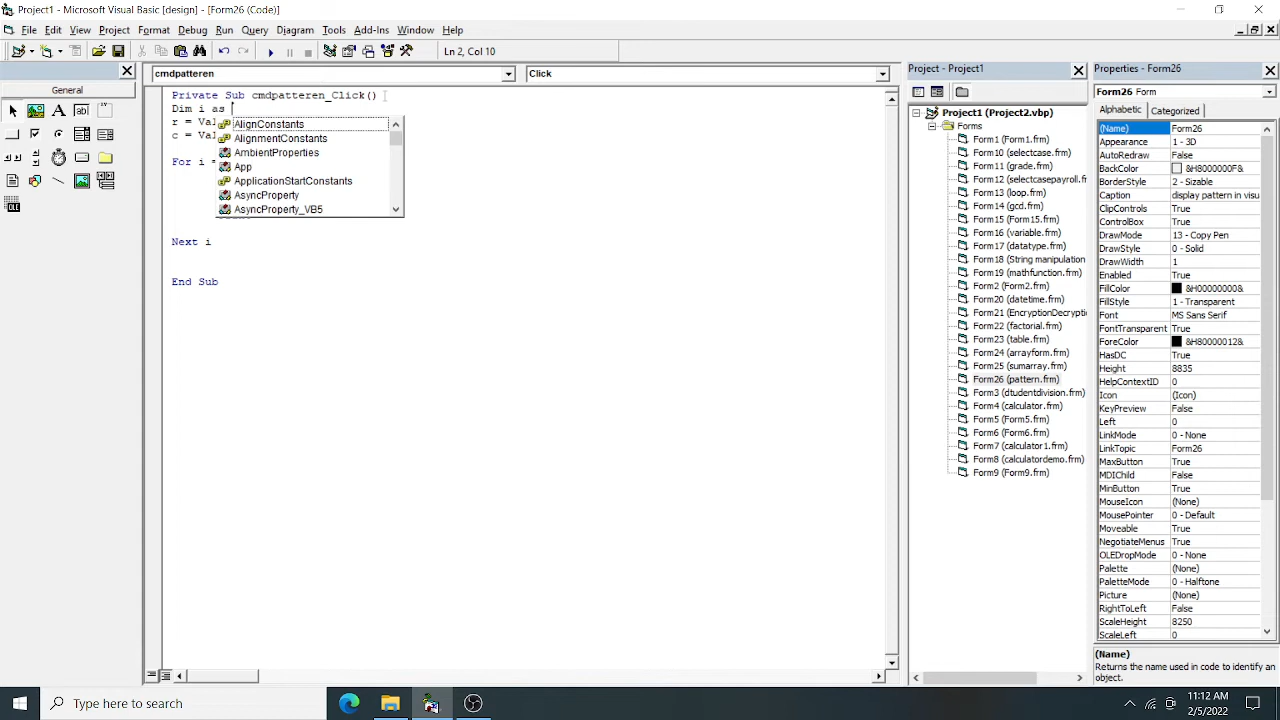 Project1 - Microsoft Visual Basic [design] - [Form26 (Code)]
File Edit View Project Format Debug Run Query Diagram Tools Add-Ins Window Help
Ln 2, Col 10
General
cmdpatteren
Click
Private Sub cmdpatteren_Click()
Dim i as
r = Val
c = Val
For i =
Next i
End Sub
AlignConstants
AlignmentConstants
AmbientProperties
App
ApplicationStartConstants
AsyncProperty
AsyncProperty_VB5
Project - Project1
Project1 (Project2.vbp)
Forms
Form1 (Form1.frm)
Form10 (selectcase.frm)
Form11 (grade.frm)
Form12 (selectcasepayroll.f
Form13 (loop.frm)
Form14 (gcd.frm)
Form15 (Form15.frm)
Form16 (variable.frm)
Form17 (datatype.frm)
Form18 (String manipulation
Form19 (mathfunction.frm)
Form2 (Form2.frm)
Form20 (datetime.frm)
Form21 (EncryptionDecrypti
Form22 (factorial.frm)
Form23 (table.frm)
Form24 (arrayform.frm)
Form25 (sumarray.frm)
Form26 (pattern.frm)
Form3 (dtudentdivision.frm)
Form4 (calculator.frm)
Form5 (Form5.frm)
Form6 (Form6.frm)
Form7 (calculator1.frm)
Form8 (calculatordemo.frm)
Form9 (Form9.frm)
Properties - Form26
Form26 Form
Alphabetic Categorized
(Name) Form26
Appearance 1 - 3D
AutoRedraw False
BackColor &H8000000F&
BorderStyle 2 - Sizable
Caption display pattern in visu
ClipControls True
ControlBox True
DrawMode 13 - Copy Pen
DrawStyle 0 - Solid
DrawWidth 1
Enabled True
FillColor &H00000000&
FillStyle 1 - Transparent
Font MS Sans Serif
FontTransparent True
ForeColor &H80000012&
HasDC True
Height 8835
HelpContextID 0
Icon (Icon)
KeyPreview False
Left 0
LinkMode 0 - None
LinkTopic Form26
MaxButton True
MDIChild False
MinButton True
MouseIcon (None)
MousePointer 0 - Default
Moveable True
NegotiateMenus True
OLEDropMode 0 - None
Palette (None)
PaletteMode 0 - Halftone
Picture (None)
RightToLeft False
ScaleHeight 8250
ScaleLeft 0
(Name)
Returns the name used in code to identify an
object.
Type here to search
11:12 AM
2/5/2022